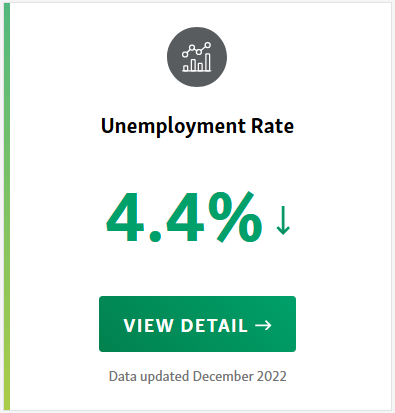 Unemployment Rate
4.4% ↓
VIEW DETAIL →
Data updated December 2022